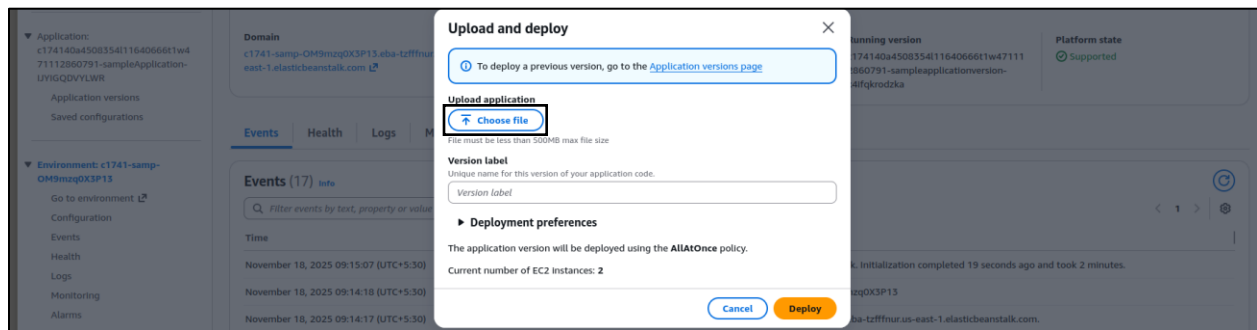 Application:
c174140a4508354l11640666t1w4
71112860791-sampleApplication-
UYIGQDVYLWR
Application versions
Saved configurations
Environment: c1741-samp-
OM9mzq0X3P13
Go to environment
Configuration
Events
Health
Logs
Monitoring
Alarms
Domain
c1741-samp-OM9mzq0X3P13.eba-tzfffnur
east-1.elasticbeanstalk.com
Events Health Logs M
Events (17) Info
Filter events by text, property or value
Time
November 18, 2025 09:15:07 (UTC+5:30)
November 18, 2025 09:14:18 (UTC+5:30)
November 18, 2025 09:14:17 (UTC+5:30)
Upload and deploy
To deploy a previous version, go to the Application versions page
Upload application
Choose file
File must be less than 500MB max file size
Version label
Unique name for this version of your application code.
Version label
Deployment preferences
The application version will be deployed using the AllAtOnce policy.
Current number of EC2 instances: 2
Cancel Deploy
Running version
174140a4508354l11640666t1w47111
2860791-sampleapplicationversion-
Platform state
Supported
1
k. Initialization completed 19 seconds ago and took 2 minutes.
zq0X3P13
ba-tzfffnur.us-east-1.elasticbeanstalk.com.